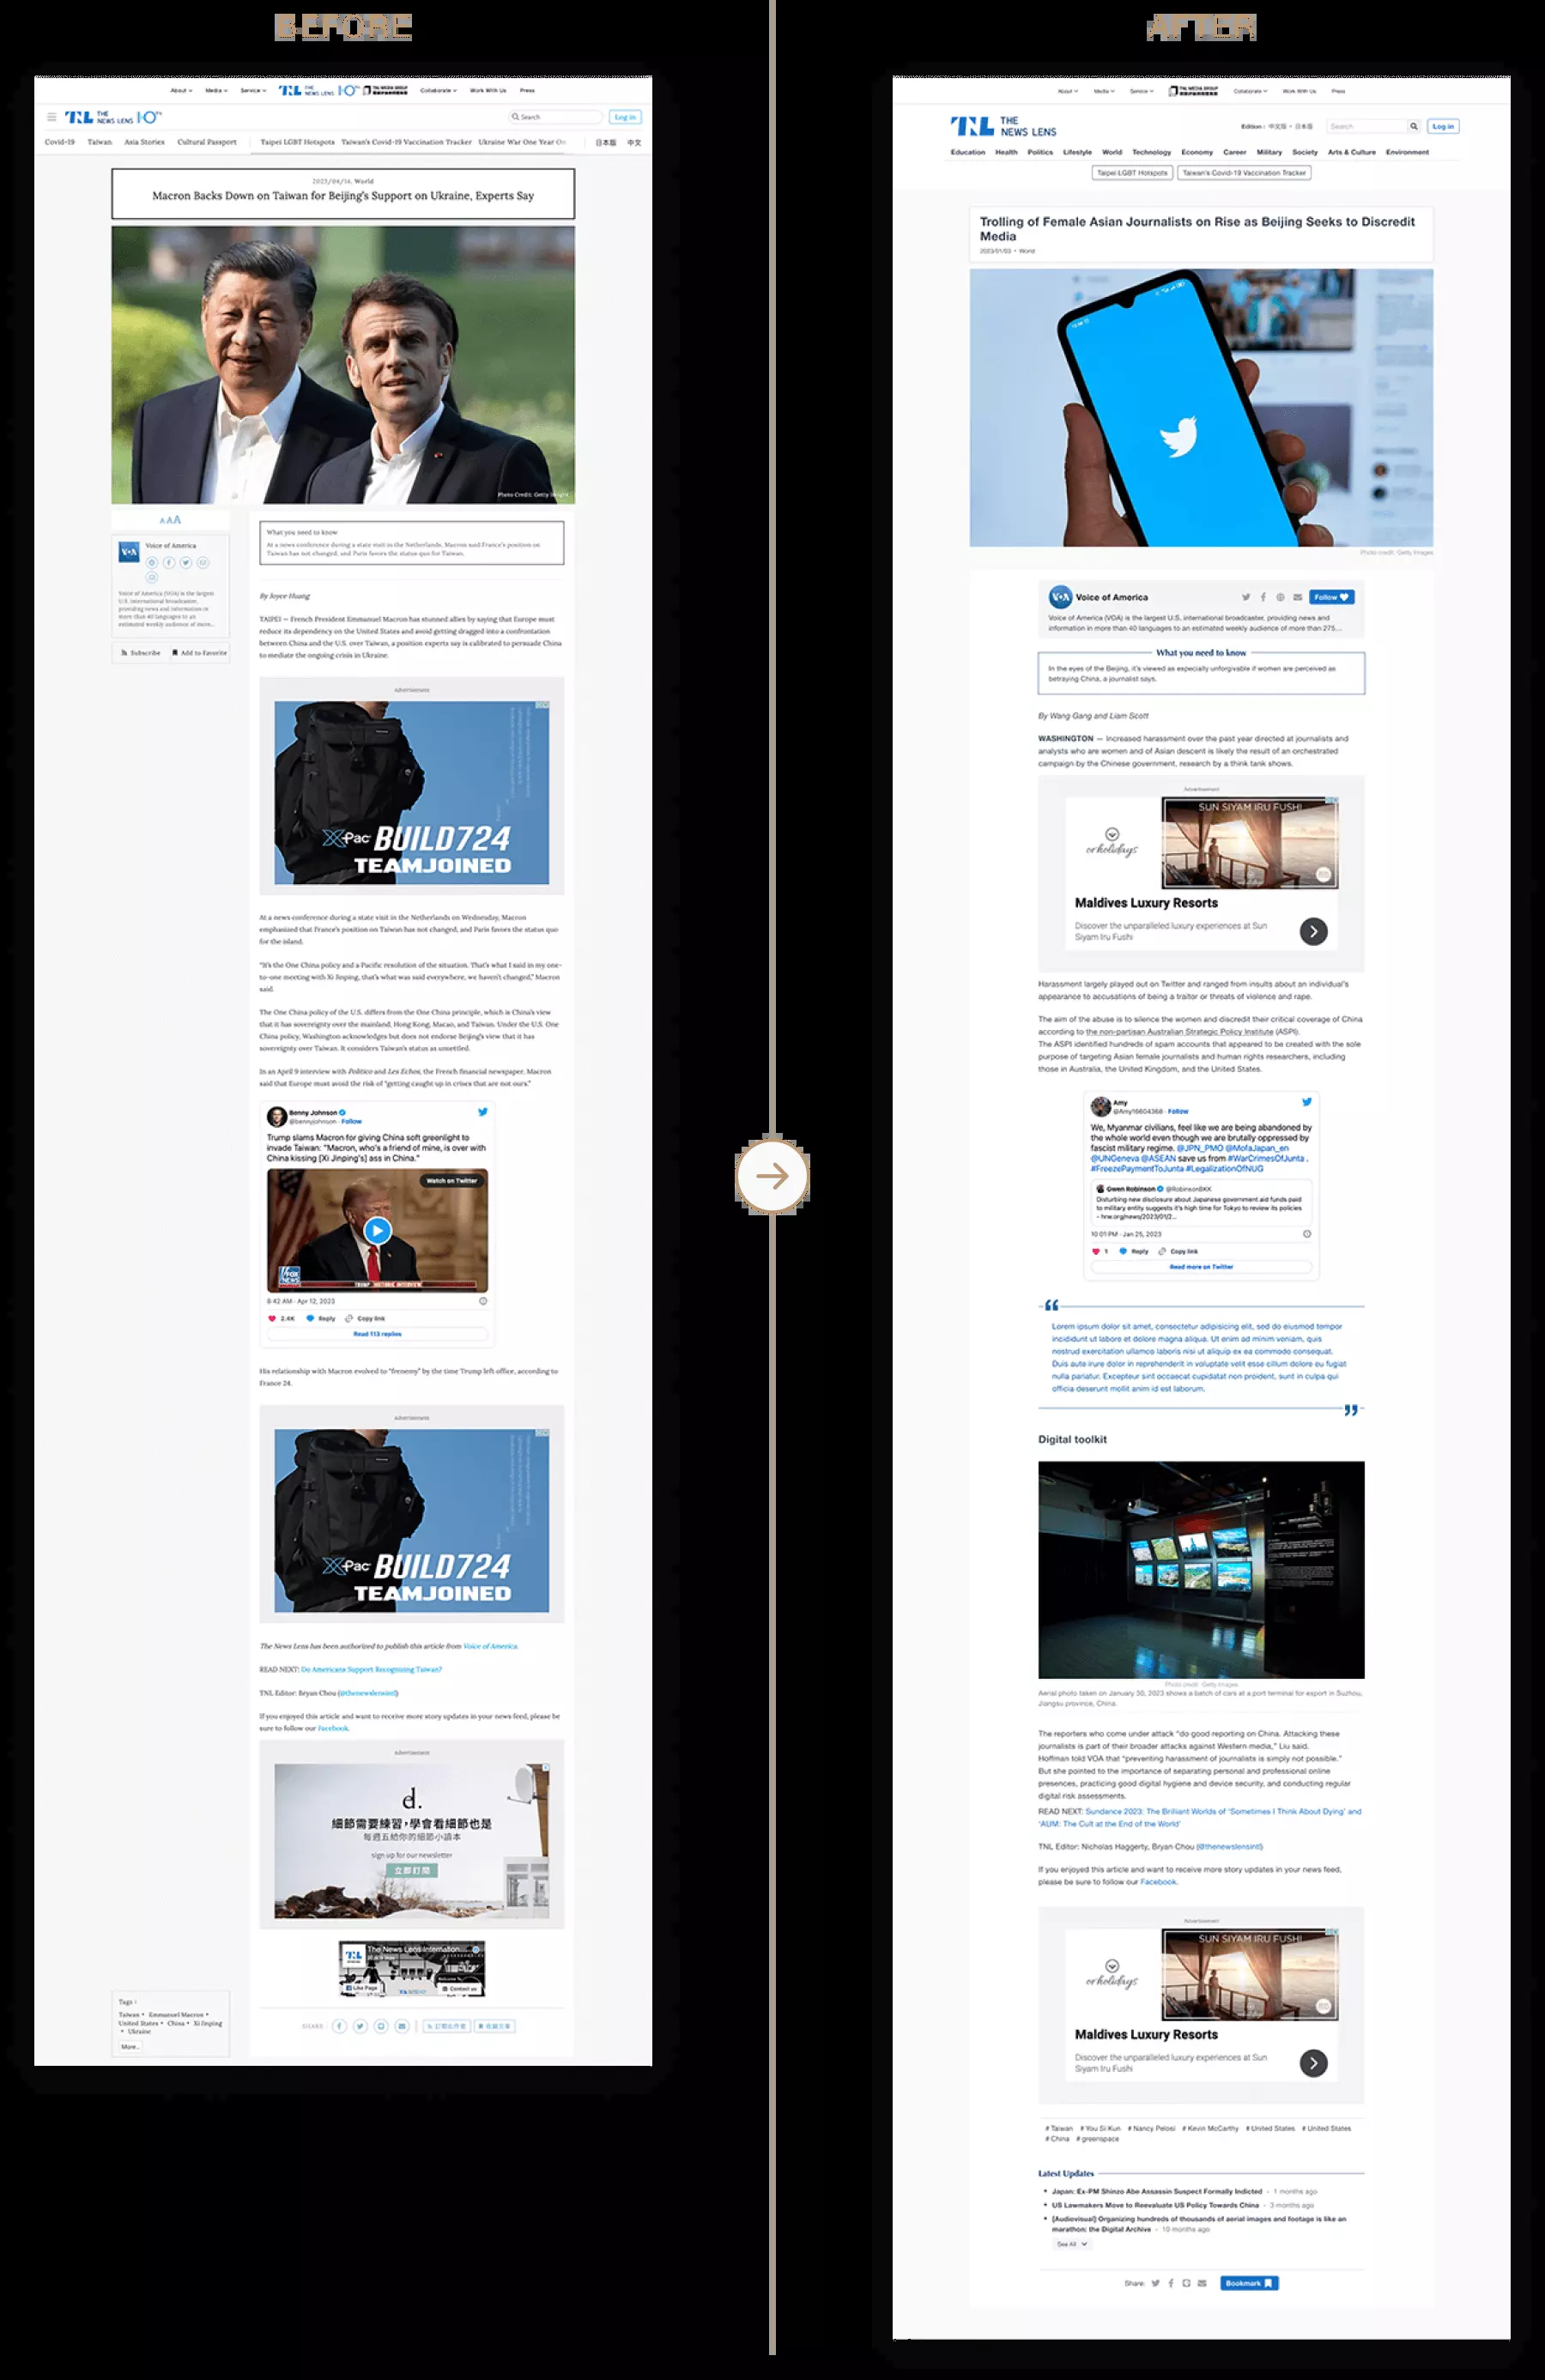 BEFORE
About
Media
Service
TNL THE NEWS LENS
THE NEWS LENS
Collaborate
Work With Us
Press
TNL THE NEWS LENS
Search
Log in
Covid-19
Taiwan
Asia Stories
Cultural Passport
Taipei LGBT Hotspots
Taiwan's Covid-19 Vaccination Tracker
Ukraine War One Year On
日本版
中文
2023/04/14, World
Macron Backs Down on Taiwan for Beijing's Support on Ukraine, Experts Say
Photo Credit: Getty Images
AAA
VOA
Voice of America
Voice of America (VOA) is the largest
U.S. international broadcaster,
providing news and information in
more than 40 languages to an
estimated weekly audience of more...
Subscribe
Add to Favorite
What you need to know
At a news conference during a state visit in the Netherlands, Macron said France's position on
Taiwan has not changed, and Paris favors the status quo for Taiwan.
By Joyce Huang
TAIPEI — French President Emmanuel Macron has stunned allies by saying that Europe must
reduce its dependency on the United States and avoid getting dragged into a confrontation
between China and the U.S. over Taiwan, a position experts say is calibrated to persuade China
to mediate the ongoing crisis in Ukraine.
Advertisement
X-Pac BUILD724
TEAMJOINED
At a news conference during a state visit in the Netherlands on Wednesday, Macron
emphasized that France's position on Taiwan has not changed, and Paris favors the status quo
for the island.
"It's the One China policy and a Pacific resolution of the situation. That's what I said in my one-
to-one meeting with Xi Jinping, that's what was said everywhere, we haven't changed," Macron
said.
The One China policy of the U.S. differs from the One China principle, which is China's view
that it has sovereignty over the mainland, Hong Kong, Macao, and Taiwan. Under the U.S. One
China policy, Washington acknowledges but does not endorse Beijing's view that it has
sovereignty over Taiwan. It considers Taiwan's status as unsettled.
In an April 9 interview with Politico and Les Echos, the French financial newspaper, Macron
said that Europe must avoid the risk of "getting caught up in crises that are not ours."
Benny Johnson
@bennyjohnson · Follow
Trump slams Macron for giving China soft greenlight to
invade Taiwan: "Macron, who's a friend of mine, is over with
China kissing [Xi Jinping's] ass in China."
Watch on Twitter
FOX NEWS
8:42 AM · Apr 12, 2023
2.4K
Reply
Copy link
Read 113 replies
His relationship with Macron evolved to "frenemy" by the time Trump left office, according to
France 24.
Advertisement
X-Pac BUILD724
TEAMJOINED
The News Lens has been authorized to publish this article from Voice of America.
READ NEXT: Do Americans Support Recognizing Taiwan?
TNL Editor: Bryan Chou (@thenewslensintl)
If you enjoyed this article and want to receive more story updates in your news feed, please be
sure to follow our Facebook.
Advertisement
d.
細節需要練習，學會看細節也是
每週五給你的細節小讀本
sign up for our newsletter
立即訂閱
TNL
The News Lens Internation...
Like Page
Contact us
Tags :
Taiwan • Emmanuel Macron •
United States • China • Xi Jinping
• Ukraine
More..
SHARE
訂閱此作者
收藏文章
AFTER
About
Media
Service
Collaborate
Work With Us
Press
TNL THE NEWS LENS
Edition : 中文版 • 日本版
Search
Log in
Education
Health
Politics
Lifestyle
World
Technology
Economy
Career
Military
Society
Arts & Culture
Environment
Taipei LGBT Hotspots
Taiwan's Covid-19 Vaccination Tracker
Trolling of Female Asian Journalists on Rise as Beijing Seeks to Discredit
Media
2023/01/03 • World
Photo credit: Getty Images
VOA
Voice of America
Follow
Voice of America (VOA) is the largest U.S. international broadcaster, providing news and
information in more than 40 languages to an estimated weekly audience of more than 275...
What you need to know
In the eyes of the Beijing, it's viewed as especially unforgivable if women are perceived as
betraying China, a journalist says.
By Wang Gang and Liam Scott
WASHINGTON — Increased harassment over the past year directed at journalists and
analysts who are women and of Asian descent is likely the result of an orchestrated
campaign by the Chinese government, research by a think tank shows.
Advertisement
SUN SIYAM IRU FUSHI
orholidays
Maldives Luxury Resorts
Discover the unparalleled luxury experiences at Sun
Siyam Iru Fushi
Harassment largely played out on Twitter and ranged from insults about an individual's
appearance to accusations of being a traitor or threats of violence and rape.
The aim of the abuse is to silence the women and discredit their critical coverage of China
according to the non-partisan Australian Strategic Policy Institute (ASPI).
The ASPI identified hundreds of spam accounts that appeared to be created with the sole
purpose of targeting Asian female journalists and human rights researchers, including
those in Australia, the United Kingdom, and the United States.
Amy
@Amy16604368 · Follow
We, Myanmar civilians, feel like we are being abandoned by
the whole world even though we are brutally oppressed by
fascist military regime. @JPN_PMO @MofaJapan_en
@UNGeneva @ASEAN save us from #WarCrimesOfJunta .
#FreezePaymentToJunta #LegalizationOfNUG
Gwen Robinson @RobinsonBKK
Disturbing new disclosure about Japanese government aid funds paid
to military entity suggests it's high time for Tokyo to review its policies
– hrw.org/news/2023/01/2...
10:01 PM · Jan 25, 2023
1
Reply
Copy link
Read more on Twitter
Lorem ipsum dolor sit amet, consectetur adipisicing elit, sed do eiusmod tempor
incididunt ut labore et dolore magna aliqua. Ut enim ad minim veniam, quis
nostrud exercitation ullamco laboris nisi ut aliquip ex ea commodo consequat.
Duis aute irure dolor in reprehenderit in voluptate velit esse cillum dolore eu fugiat
nulla pariatur. Excepteur sint occaecat cupidatat non proident, sunt in culpa qui
officia deserunt mollit anim id est laborum.
Digital toolkit
Photo credit: Getty Images
Aerial photo taken on January 30, 2023 shows a batch of cars at a port terminal for export in Suzhou,
Jiangsu province, China.
The reporters who come under attack "do good reporting on China. Attacking these
journalists is part of their broader attacks against Western media," Liu said.
Hoffman told VOA that "preventing harassment of journalists is simply not possible."
But she pointed to the importance of separating personal and professional online
presences, practicing good digital hygiene and device security, and conducting regular
digital risk assessments.
READ NEXT: Sundance 2023: The Brilliant Worlds of 'Sometimes I Think About Dying' and
'AUM: The Cult at the End of the World'
TNL Editor: Nicholas Haggerty, Bryan Chou (@thenewslensintl)
If you enjoyed this article and want to receive more story updates in your news feed,
please be sure to follow our Facebook.
Advertisement
SUN SIYAM IRU FUSHI
orholidays
Maldives Luxury Resorts
Discover the unparalleled luxury experiences at Sun
Siyam Iru Fushi
# Taiwan # You Si Kun # Nancy Pelosi # Kevin McCarthy # United States # United States
# China # greenspace
Latest Updates
Japan: Ex-PM Shinzo Abe Assassin Suspect Formally Indicted - 1 months ago
US Lawmakers Move to Reevaluate US Policy Towards China - 3 months ago
(Audiovisual) Organizing hundreds of thousands of aerial images and footage is like an
marathon: the Digital Archive - 10 months ago
See All
Share:
Bookmark